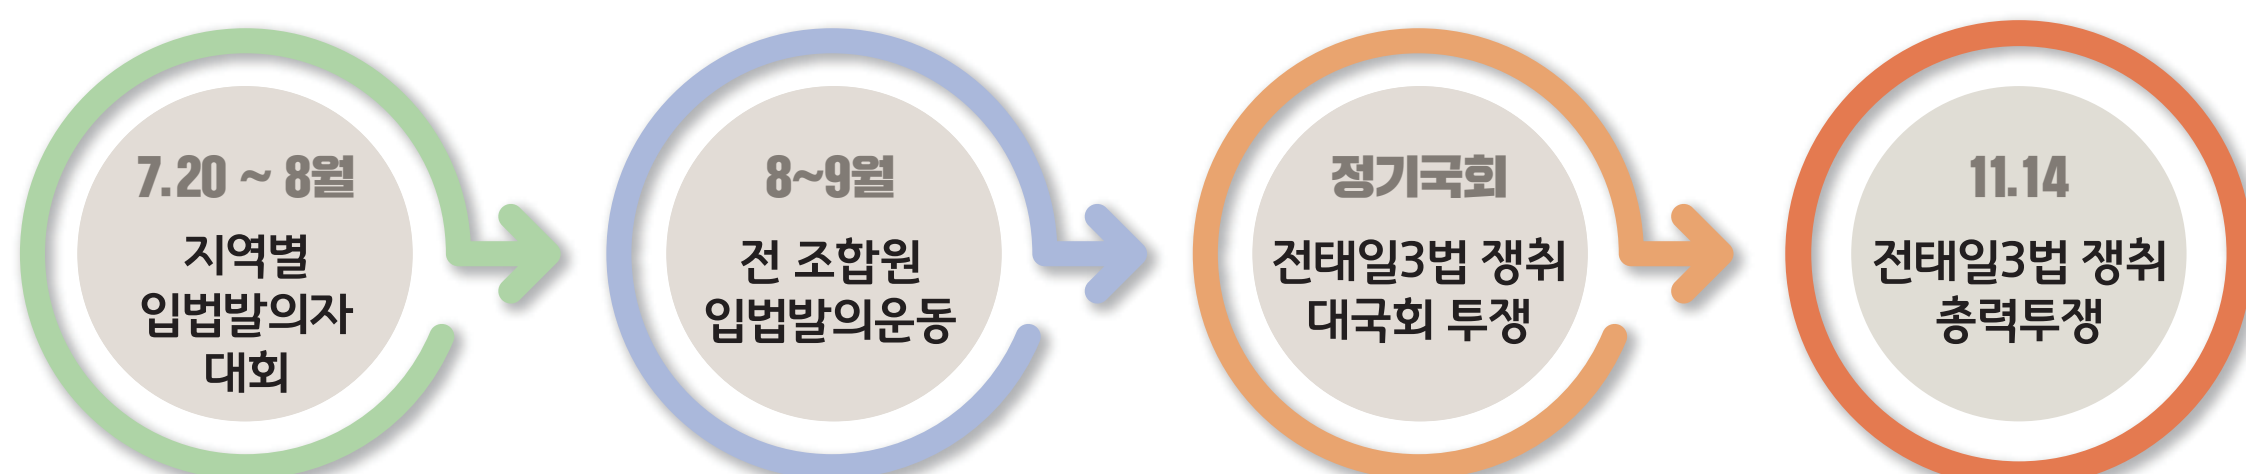 7.20 ~ 8월
지역별
입법발의자
대회
8~9월
전 조합원
입법발의운동
정기국회
전태일3법 쟁취
대국회 투쟁
11.14
전태일3법 쟁취
총력투쟁